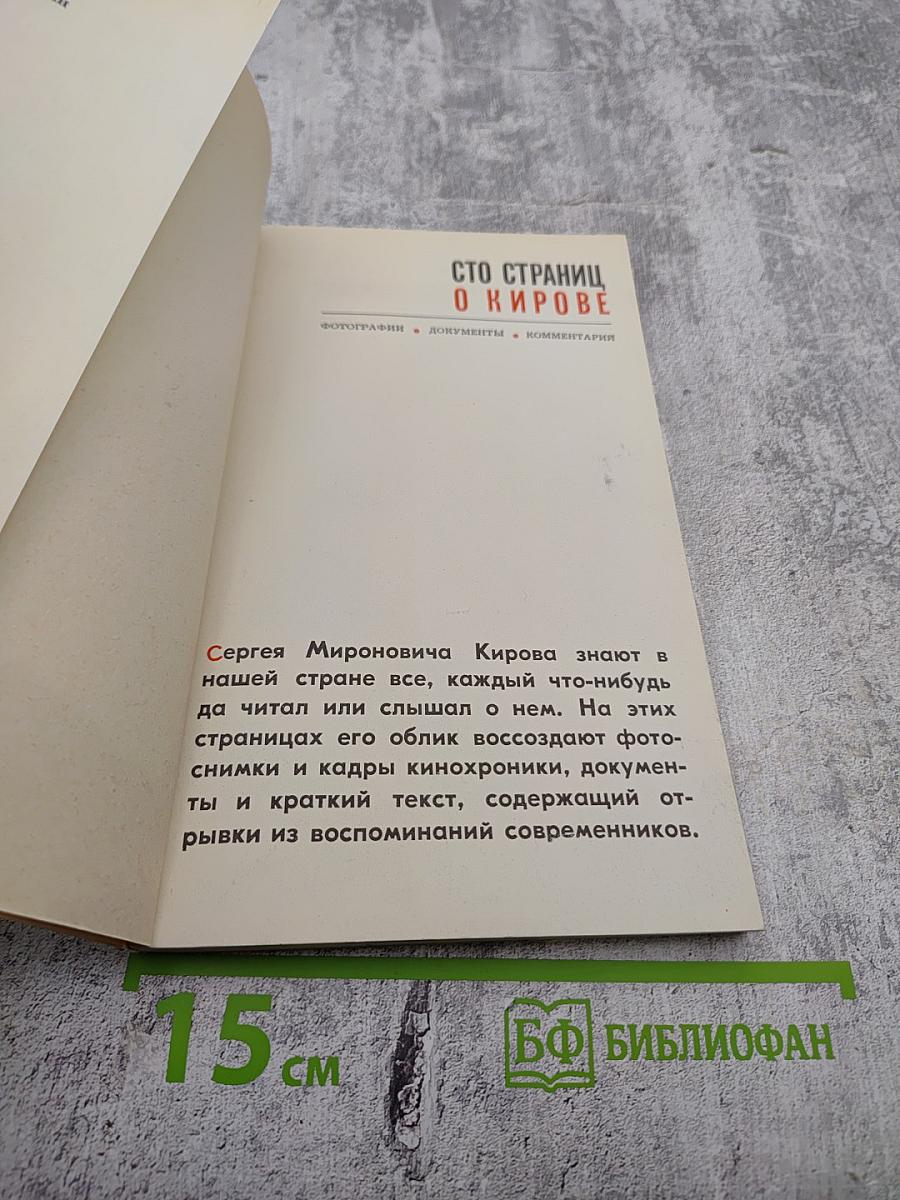 СТО СТРАНИЦ
О КИРОВЕ
ФОТОГРАФИИ • ДОКУМЕНТЫ • КОММЕНТАРИЙ
Сергея Мироновича Кирова знают в
нашей стране все, каждый что-нибудь
да читал или слышал о нем. На этих
страницах его облик воссоздают фото-
снимки и кадры кинохроники, докумен-
ты и краткий текст, содержащий от-
рывки из воспоминаний современников.
15 см
БФ БИБЛИОФАН